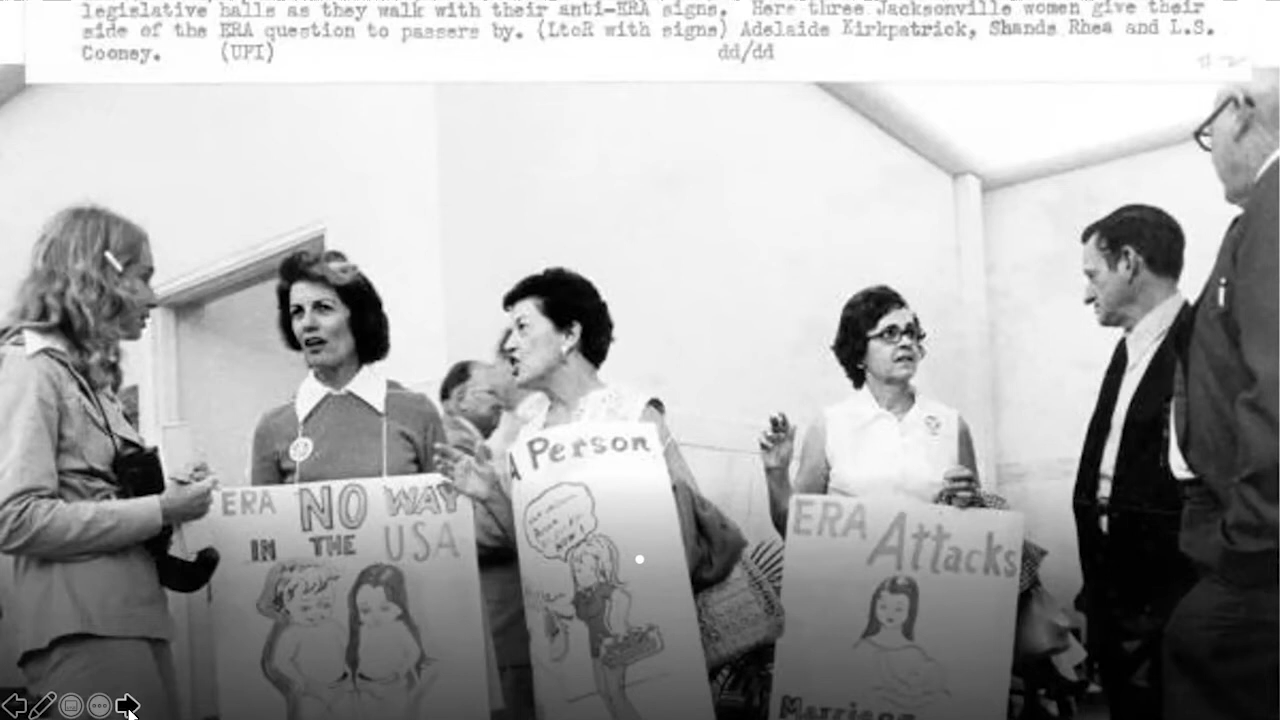 legislative halls as they walk with their anti-ERA signs. Here three Jacksonville women give their
side of the ERA question to passers by. (LtoR with signs) Adelaide Kirkpatrick, Shands Rhea and L.S.
Cooney. (UPI) dd/dd
ERA NO WAY
IN THE USA
A Person
ERA Attacks
Marriage